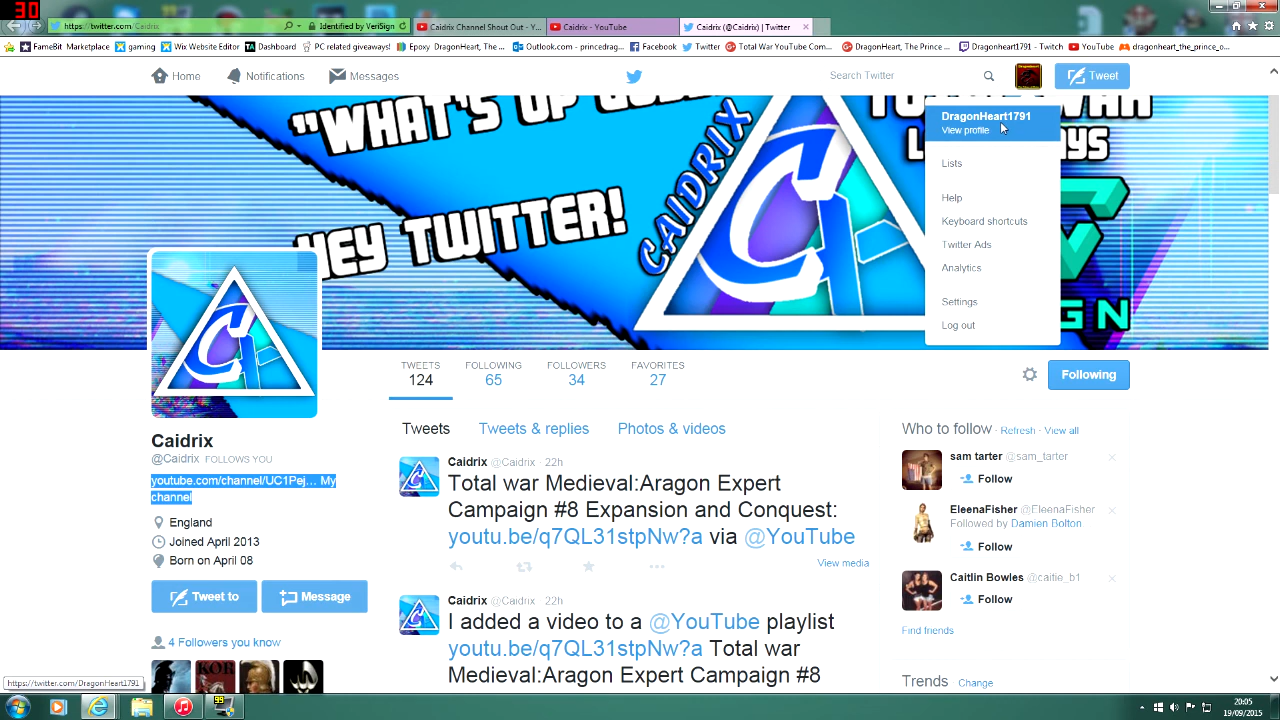 30
https://twitter.com/Caidrix
Identified by VeriSign
Caidrix Channel Shout Out - Y...
Caidrix - YouTube
Caidrix (@Caidrix) | Twitter
FameBit Marketplace
gaming
Wix Website Editor
TA Dashboard
PC related giveaways!
Epoxy DragonHeart, The ...
Outlook.com - princedrag...
Facebook
Twitter
Total War YouTube Com...
DragonHeart, The Prince ...
Dragonheart1791 - Twitch
YouTube
dragonheart_the_prince_o...
Home
Notifications
Messages
Search Twitter
Tweet
"WHAT'S UP
HEY TWITTER!
CAIDRIX
DragonHeart1791
View profile
Lists
Help
Keyboard shortcuts
Twitter Ads
Analytics
Settings
Log out
TWEETS
124
FOLLOWING
65
FOLLOWERS
34
FAVORITES
27
Following
Caidrix
@Caidrix FOLLOWS YOU
youtube.com/channel/UC1Pej... My
channel
England
Joined April 2013
Born on April 08
Tweet to
Message
4 Followers you know
KOR
Tweets
Tweets & replies
Photos & videos
Caidrix @Caidrix 22h
Total war Medieval:Aragon Expert
Campaign #8 Expansion and Conquest:
youtu.be/q7QL31stpNw?a via @YouTube
View media
Caidrix @Caidrix 22h
I added a video to a @YouTube playlist
youtu.be/q7QL31stpNw?a Total war
Medieval:Aragon Expert Campaign #8
Who to follow · Refresh · View all
sam tarter @sam_tarter
Follow
EleenaFisher @EleenaFisher
Followed by Damien Bolton
Follow
Caitlin Bowles @caitie_b1
Follow
Find friends
Trends · Change
https://twitter.com/DragonHeart1791
99
20:05
19/09/2015